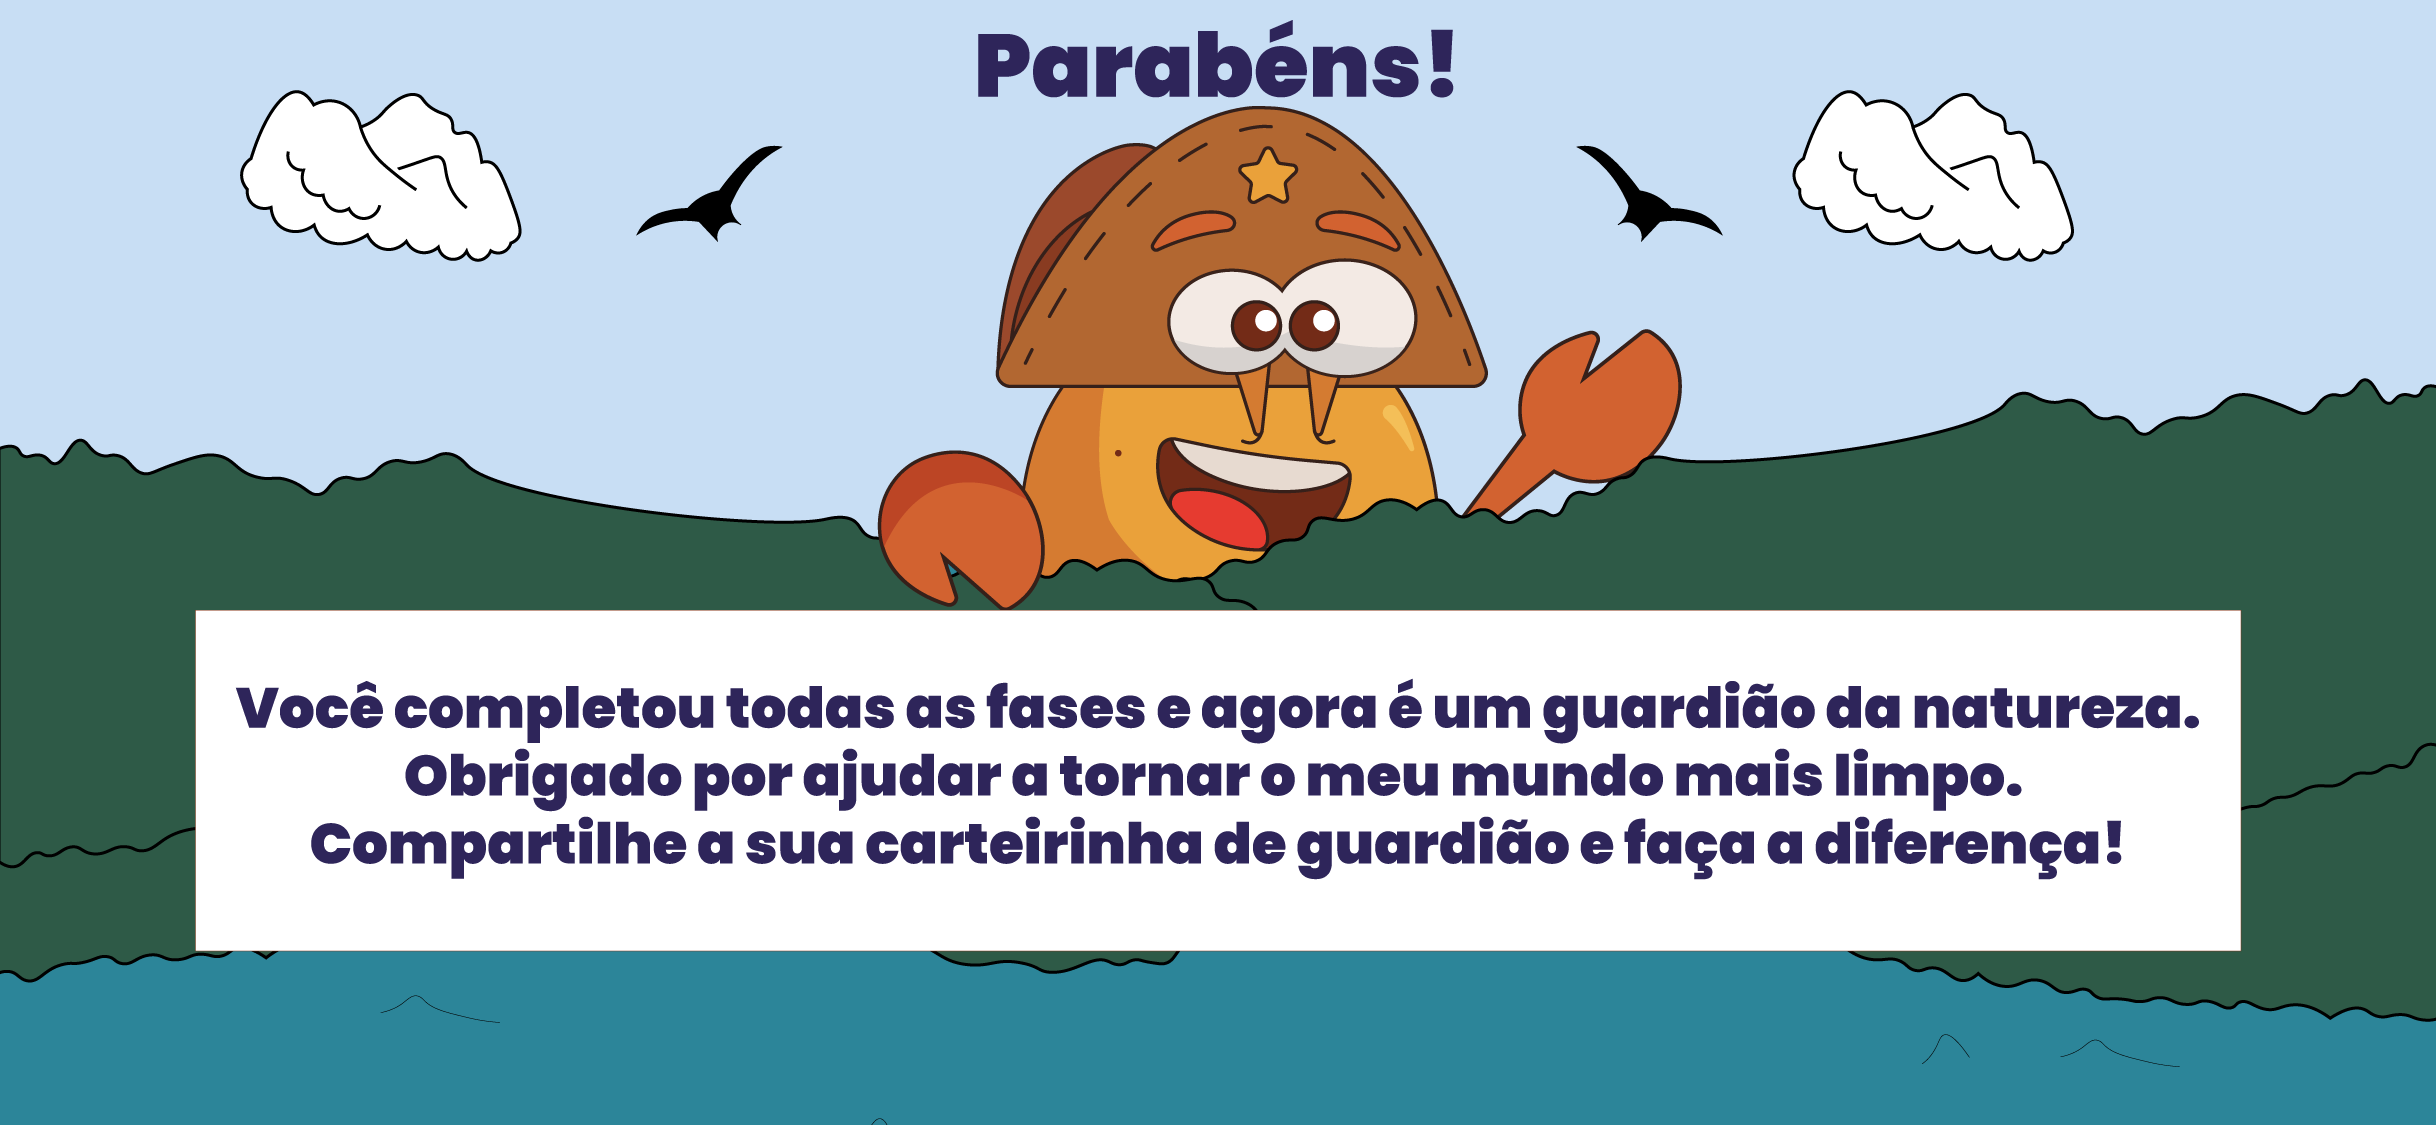 Parabéns!
Você completou todas as fases e agora é um guardião da natureza.
Obrigado por ajudar a tornar o meu mundo mais limpo.
Compartilhe a sua carteirinha de guardião e faça a diferença!